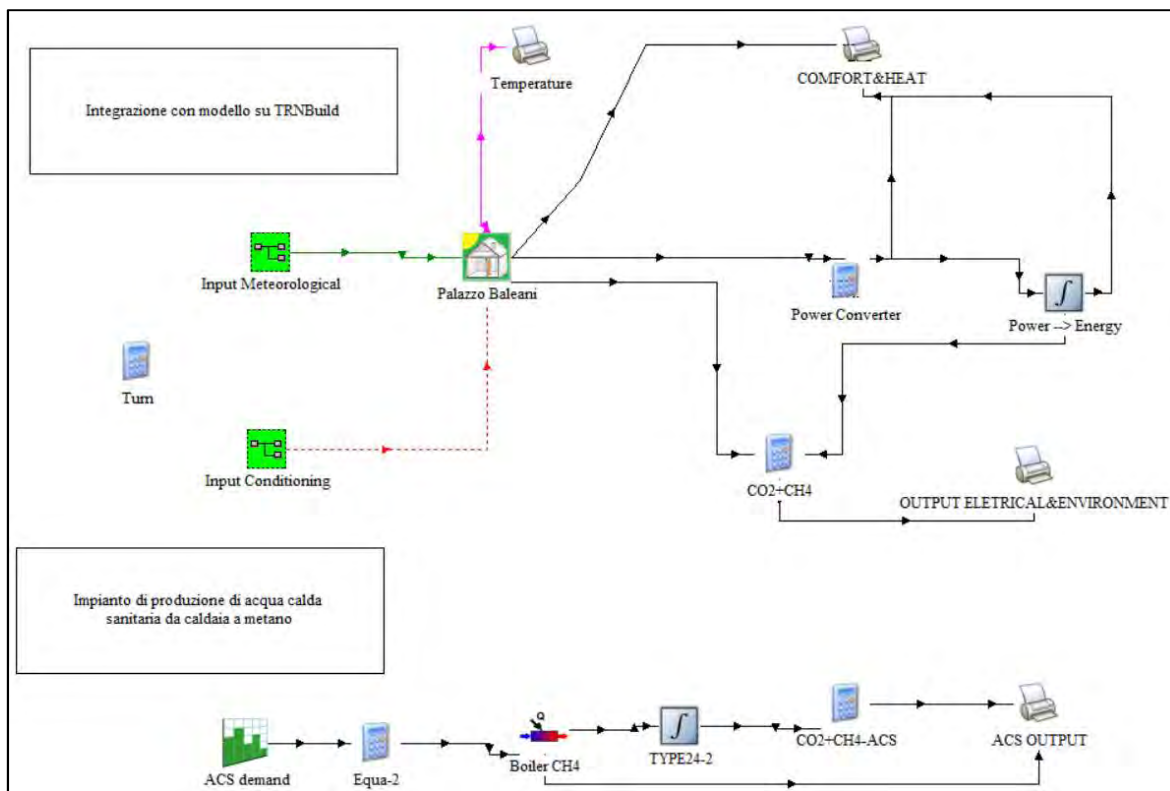 Temperature
COMFORT&HEAT
Integrazione con modello su TRNBuild
Input Meteorological
Palazzo Baleani
Power Converter
Power --> Energy
Turn
Input Conditioning
CO2+CH4
OUTPUT ELETRICAL&ENVIRONMENT
Impianto di produzione di acqua calda
sanitaria da caldaia a metano
Q
ACS demand
Equa-2
Boiler CH4
TYPE24-2
CO2+CH4-ACS
ACS OUTPUT